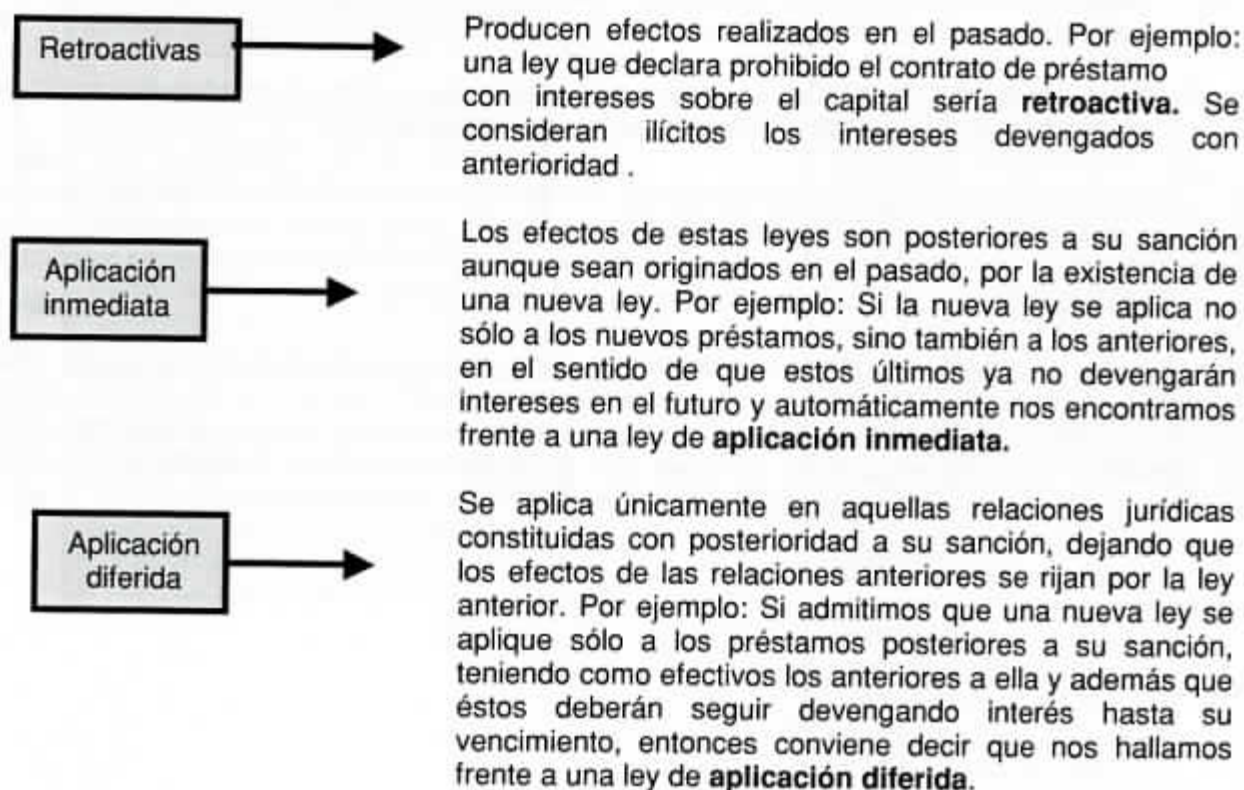 Retroactivas
Producen efectos realizados en el pasado. Por ejemplo:
una ley que declara prohibido el contrato de préstamo
con intereses sobre el capital sería retroactiva. Se
consideran ilícitos los intereses devengados con
anterioridad .
Aplicación
inmediata
Los efectos de estas leyes son posteriores a su sanción
aunque sean originados en el pasado, por la existencia de
una nueva ley. Por ejemplo: Si la nueva ley se aplica no
sólo a los nuevos préstamos, sino también a los anteriores,
en el sentido de que estos últimos ya no devengarán
intereses en el futuro y automáticamente nos encontramos
frente a una ley de aplicación inmediata.
Aplicación
diferida
Se aplica únicamente en aquellas relaciones jurídicas
constituidas con posterioridad a su sanción, dejando que
los efectos de las relaciones anteriores se rijan por la ley
anterior. Por ejemplo: Si admitimos que una nueva ley se
aplique sólo a los préstamos posteriores a su sanción,
teniendo como efectivos los anteriores a ella y además que
éstos deberán seguir devengando interés hasta su
vencimiento, entonces conviene decir que nos hallamos
frente a una ley de aplicación diferida.